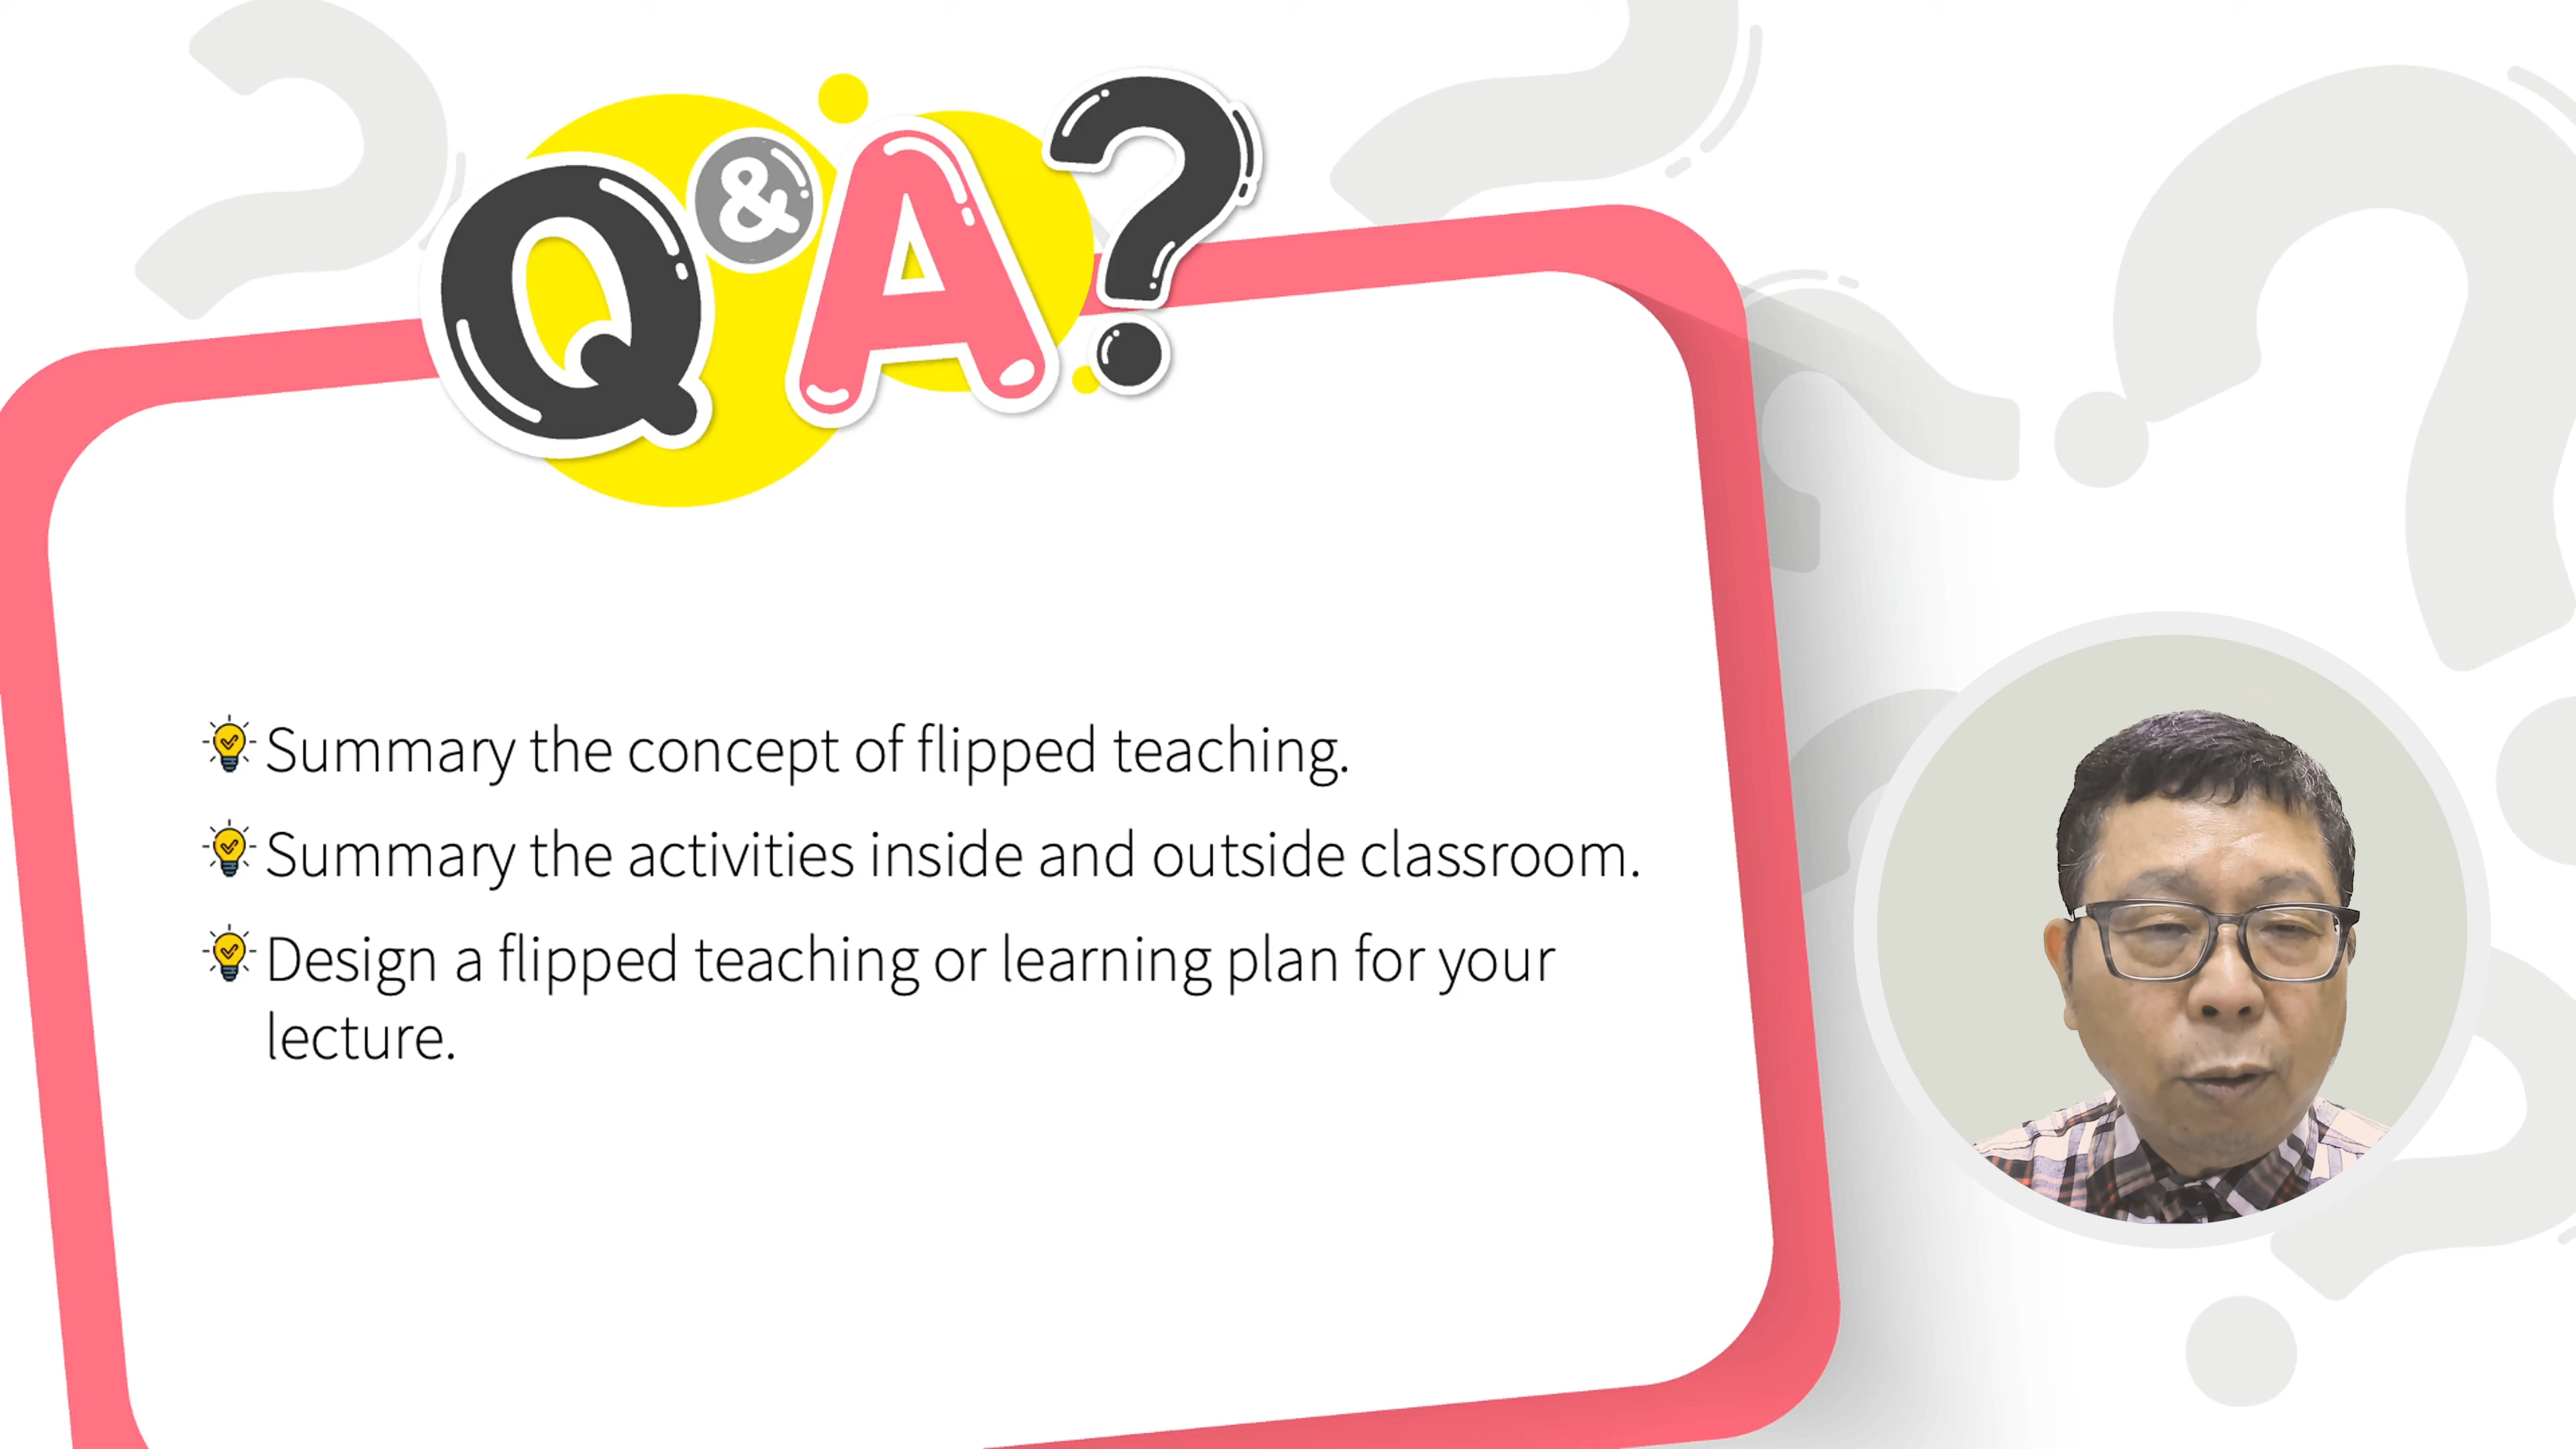 Q&A?
Summary the concept of flipped teaching.
Summary the activities inside and outside classroom.
Design a flipped teaching or learning plan for your
lecture.